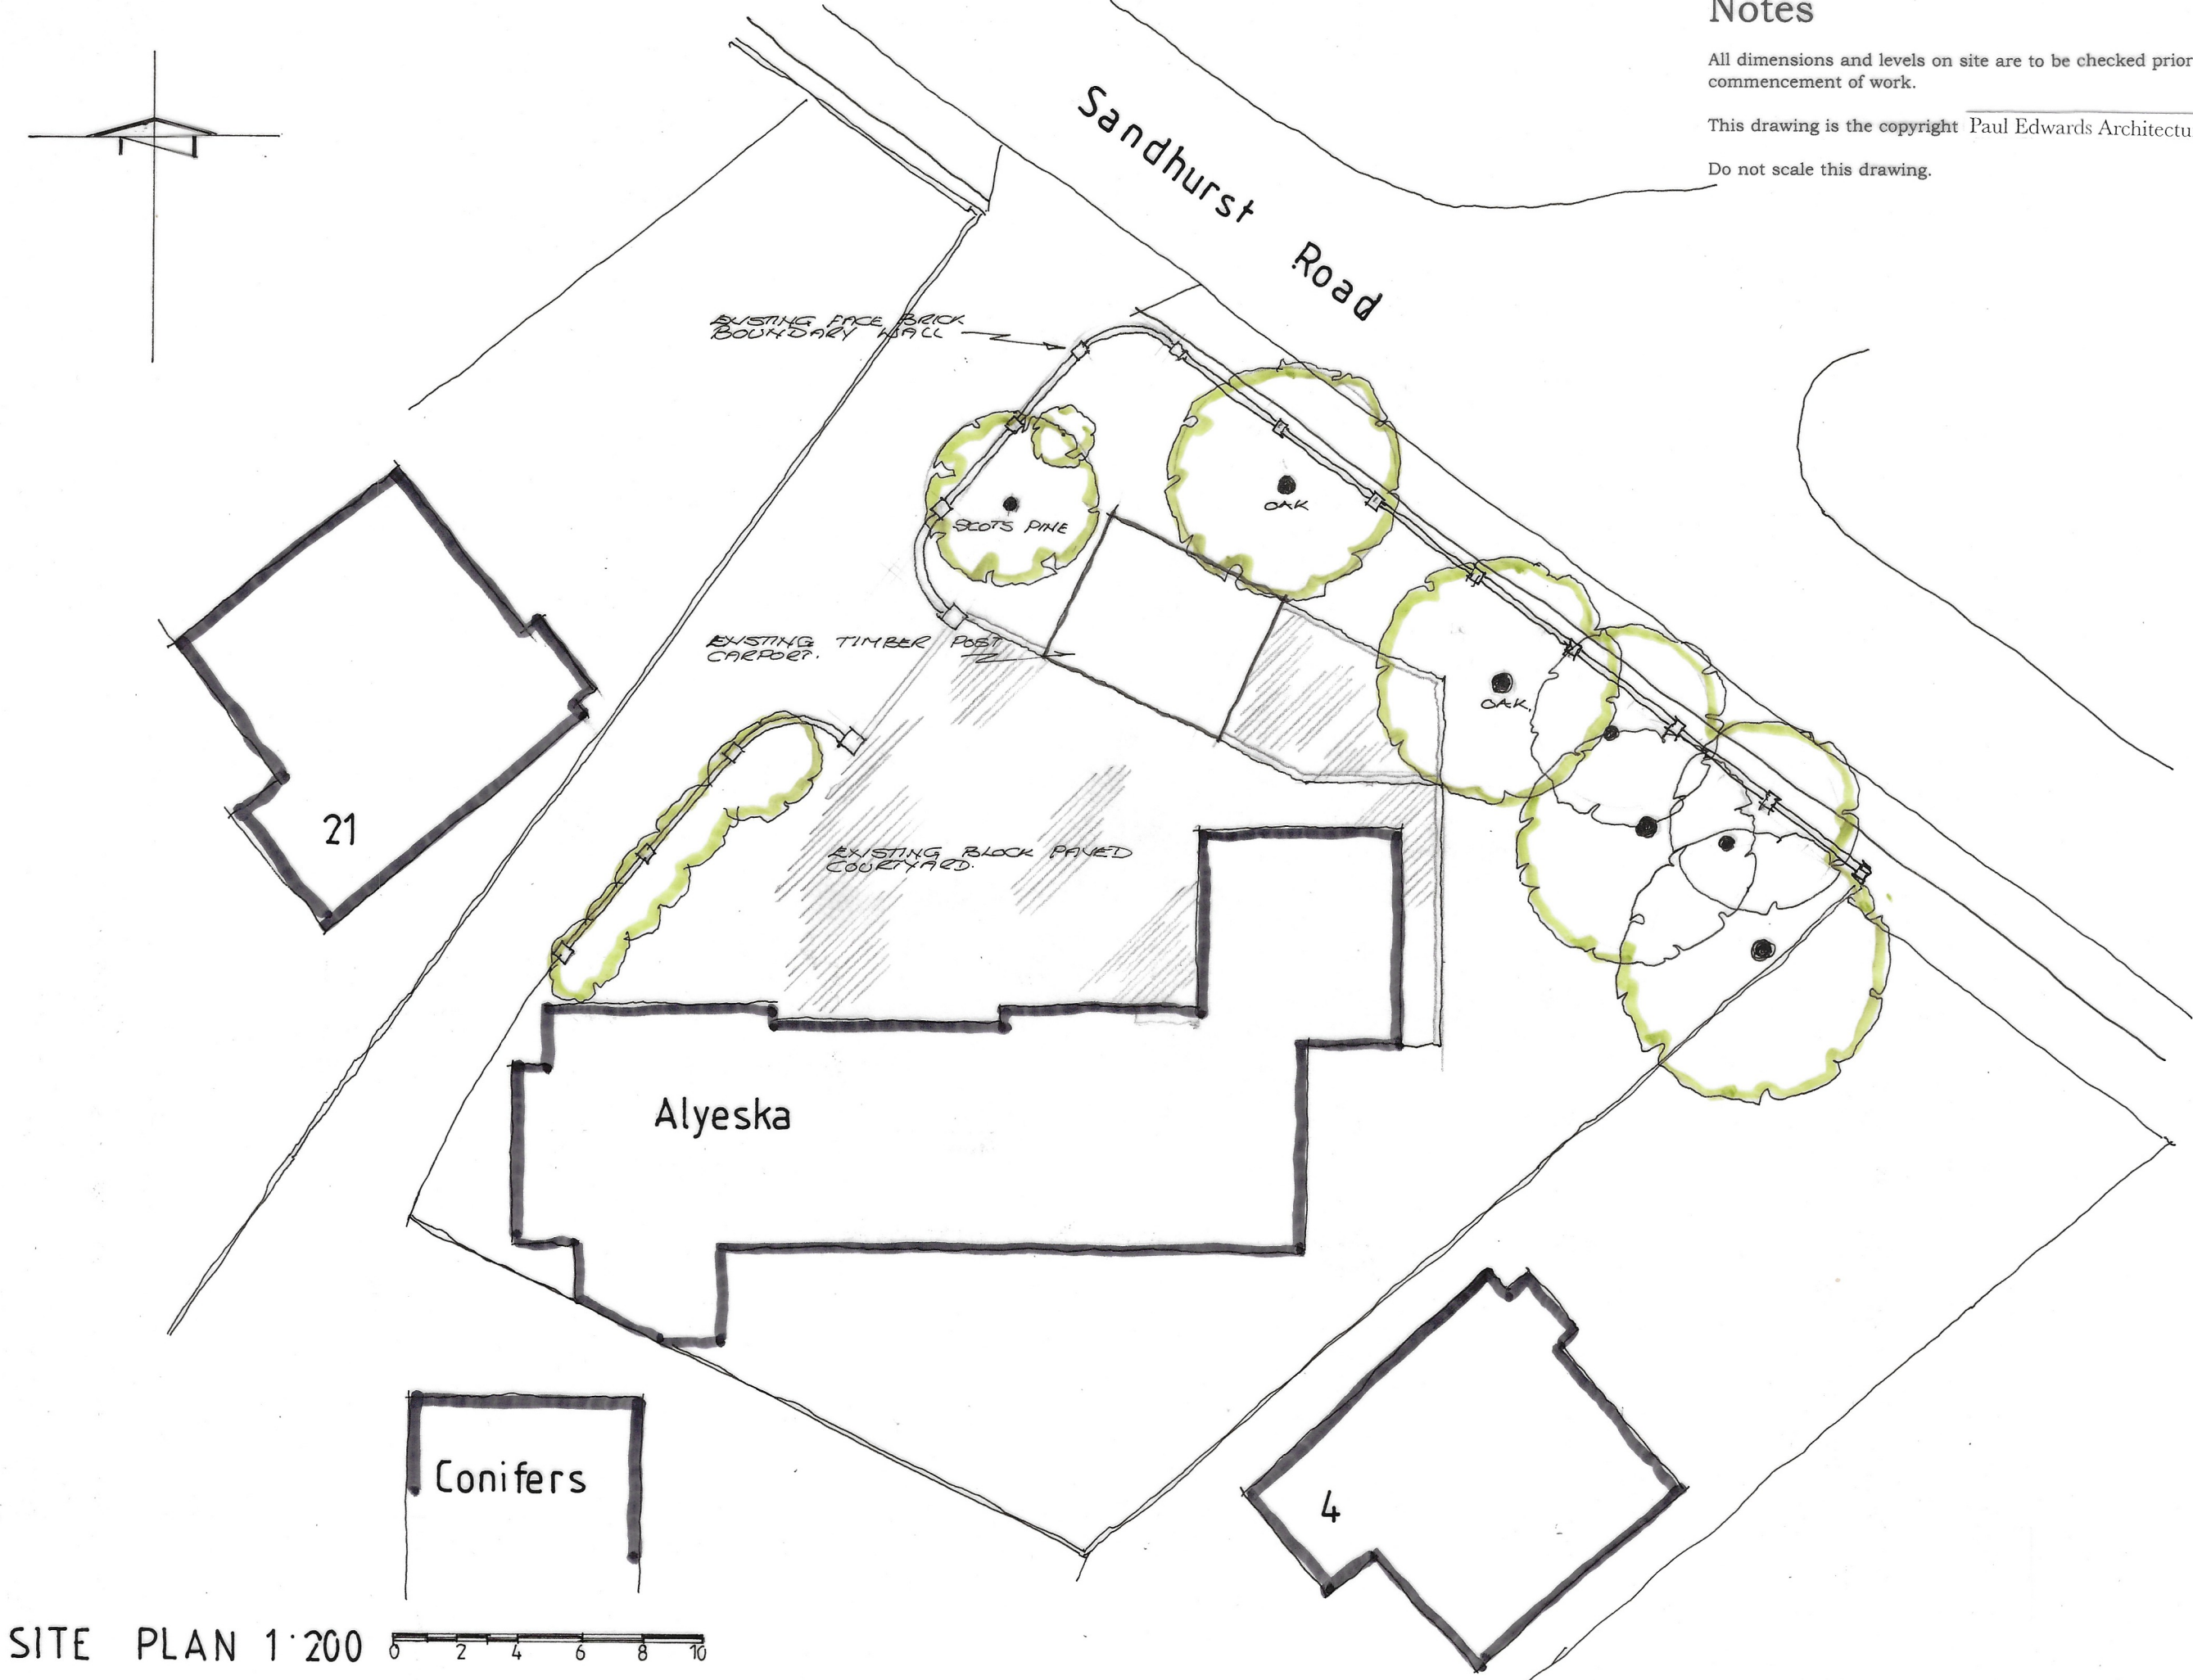 Notes
All dimensions and levels on site are to be checked prior
commencement of work.
This drawing is the copyright Paul Edwards Architectu
Do not scale this drawing.
Sandhurst Road
EXISTING FACE BRICK
BOUNDARY WALL
SCOTS PINE
OAK
EXISTING TIMBER POST
CARPORT.
OAK.
21
EXISTING BLOCK PAVED
COURTYARD.
Alyeska
Conifers
4
SITE PLAN 1:200
0 2 4 6 8 10